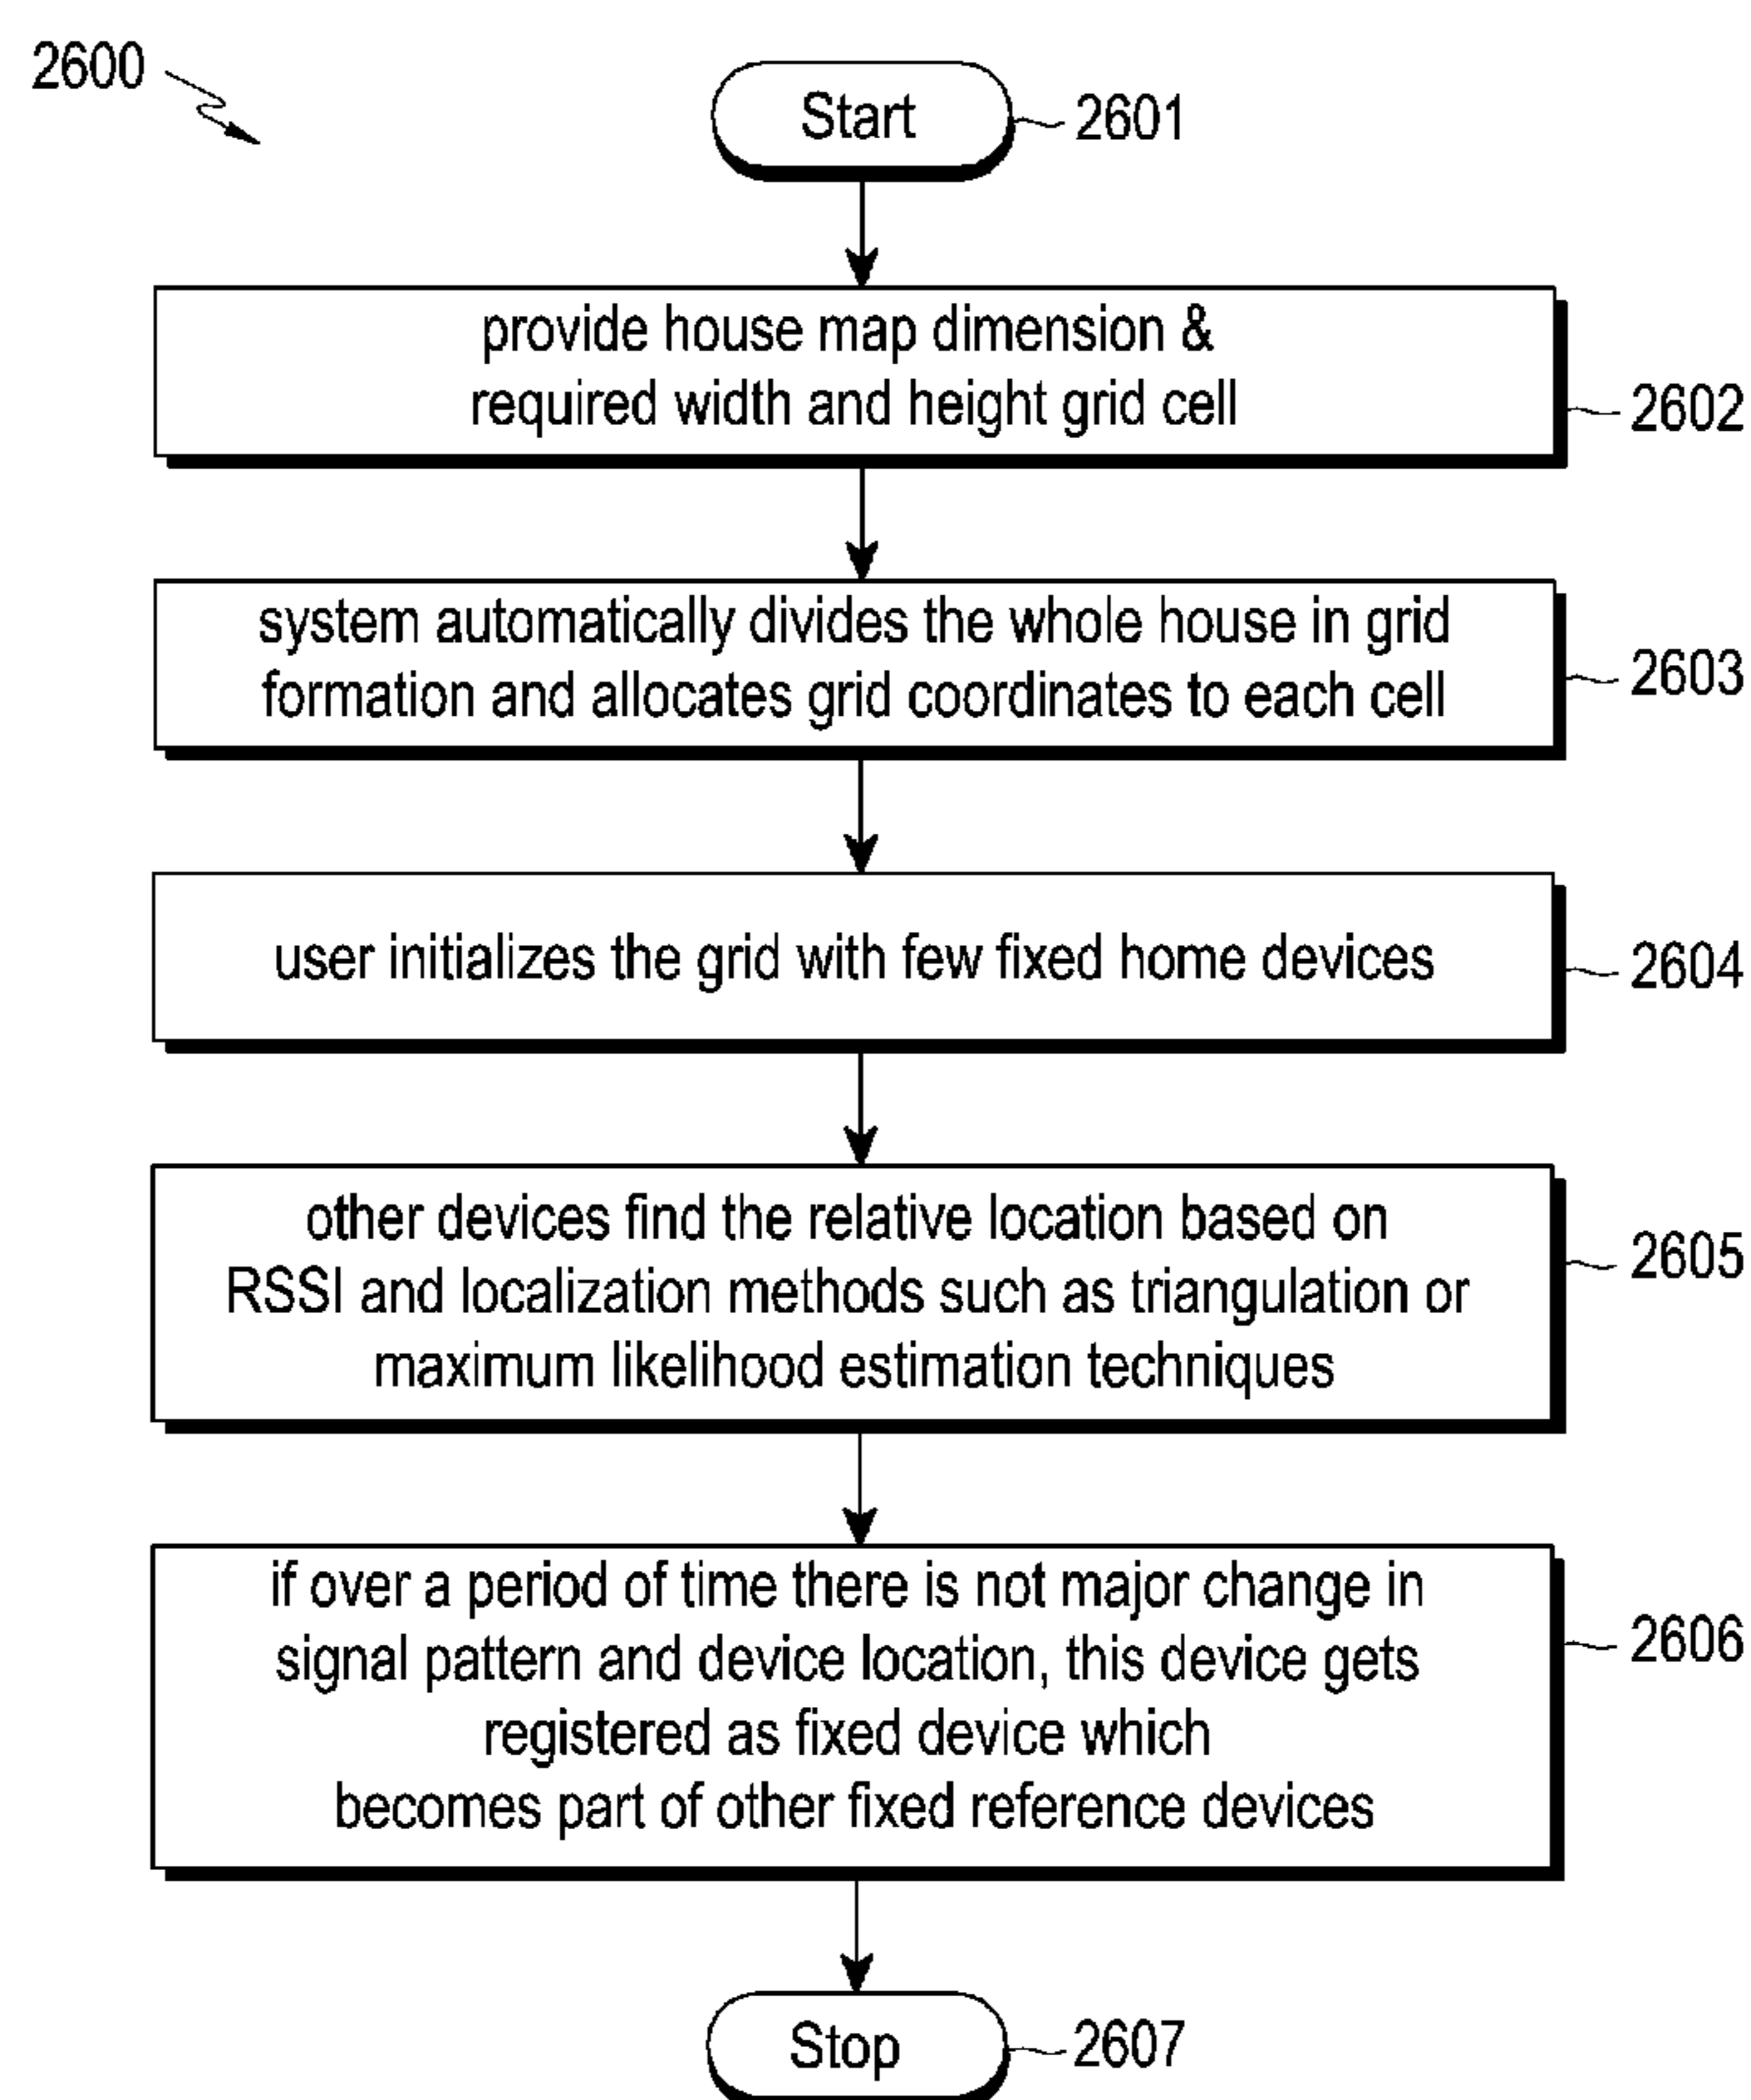 2600
Start
2601
provide house map dimension &
required width and height grid cell
2602
system automatically divides the whole house in grid
formation and allocates grid coordinates to each cell
2603
user initializes the grid with few fixed home devices
2604
other devices find the relative location based on
RSSI and localization methods such as triangulation or
maximum likelihood estimation techniques
2605
if over a period of time there is not major change in
signal pattern and device location, this device gets
registered as fixed device which
becomes part of other fixed reference devices
2606
Stop
2607